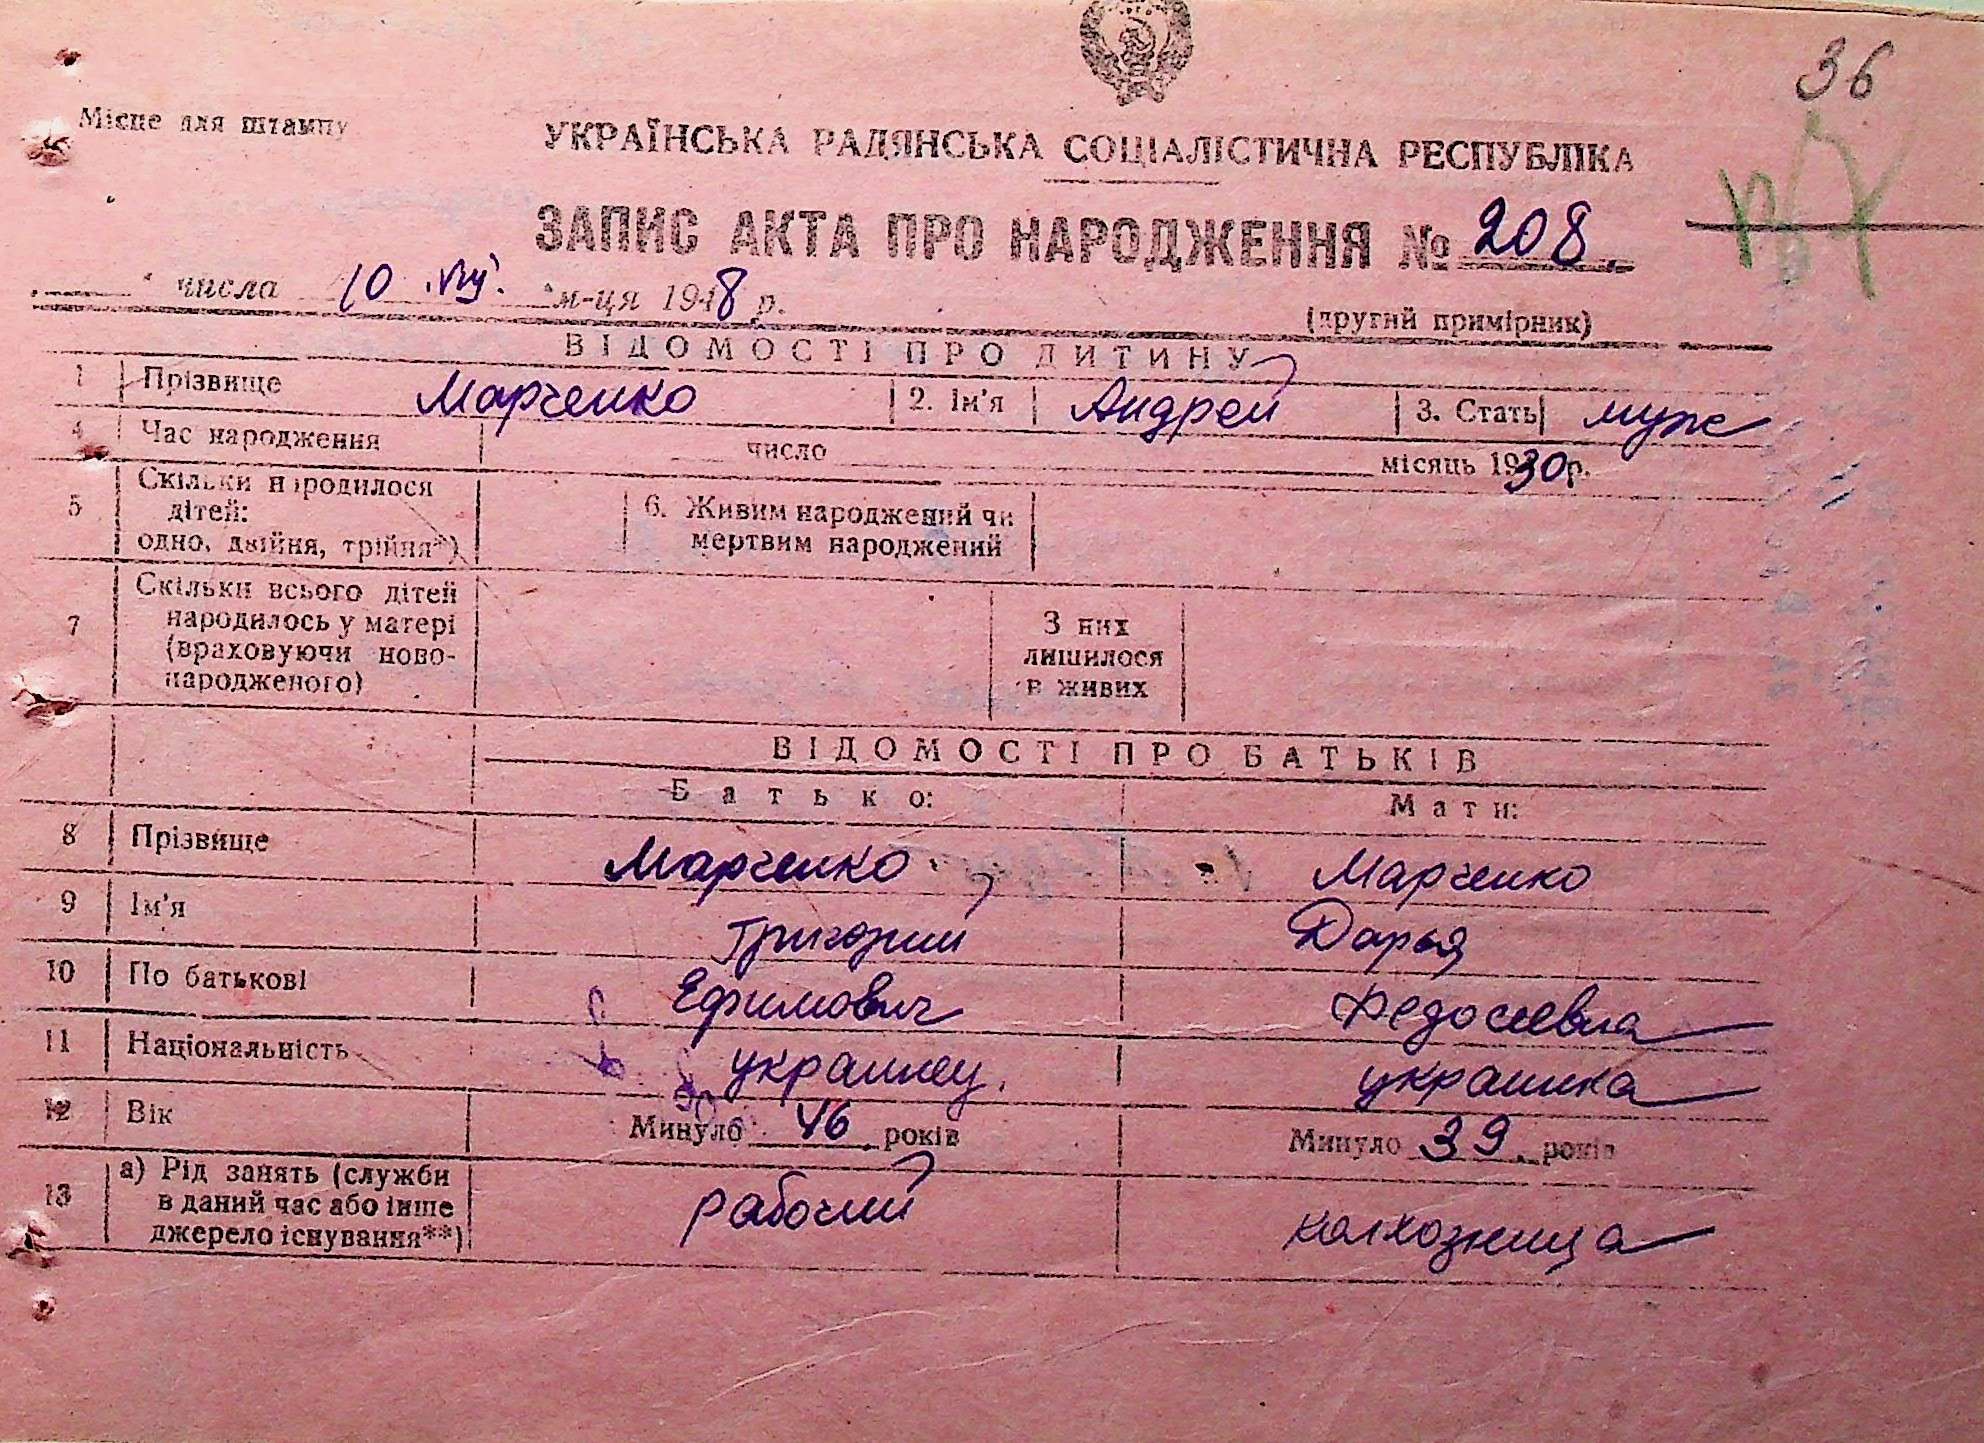 36
Місце для штампу
УКРАЇНСЬКА РАДЯНСЬКА СОЦІАЛІСТИЧНА РЕСПУБЛІКА
ЗАПИС АКТА ПРО НАРОДЖЕННЯ № 208.
числа 10 м-ця 1948 р.
(другий примірник)
ВІДОМОСТІ ПРО ДИТИНУ
1 Прізвище Марченко 2. Ім'я Андрей 3. Стать муж
4 Час народження число місяць 1930р.
5 Скільки народилося дітей: одно, двійня, трійня*)
6. Живим народжений чи мертвим народжений
7 Скільки всього дітей народилось у матері (враховуючи ново-народженого)
З них лишилося в живих
ВІДОМОСТІ ПРО БАТЬКІВ
Батько: Мати:
8 Прізвище Марченко Марченко
9 Ім'я Григорий Дарья
10 По батькові Ефимович Федосеевна
11 Національність украинец. украинка
12 Вік Минуло 46 років Минуло 39 років
13 а) Рід занять (служби в даний час або інше джерело існування**) рабочий колхозница